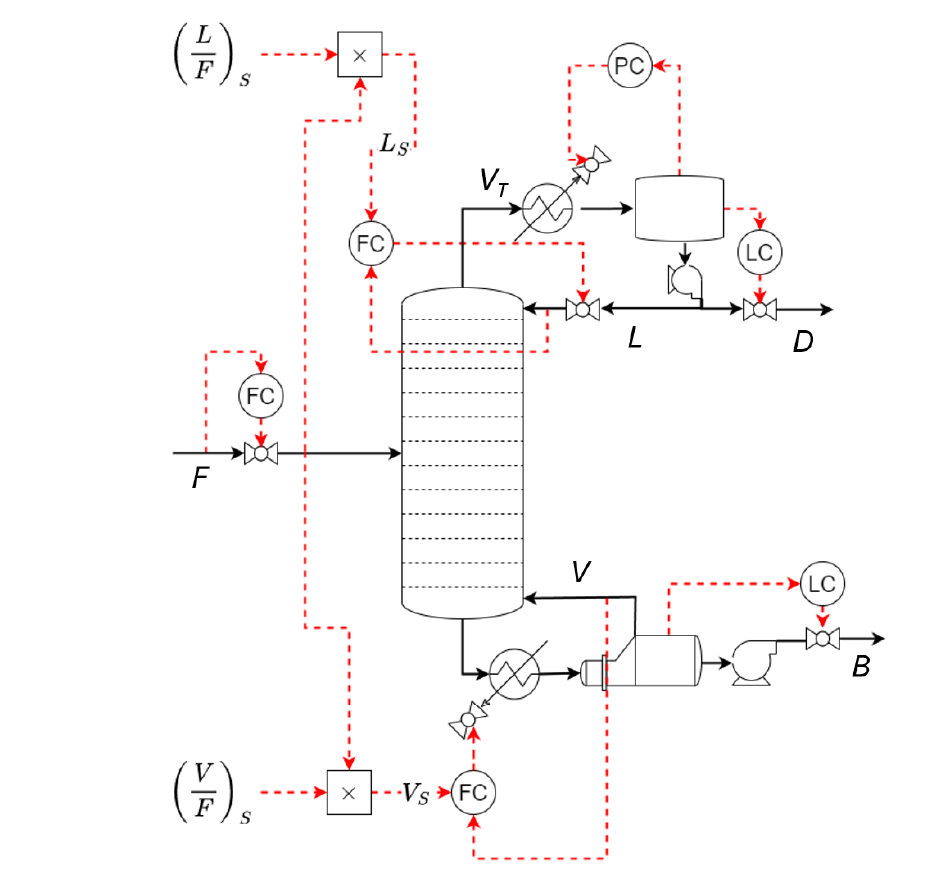 (L/F)_S
×
PC
L_S
V_T
FC
LC
L
D
FC
F
V
LC
B
(V/F)_S
×
V_S
FC